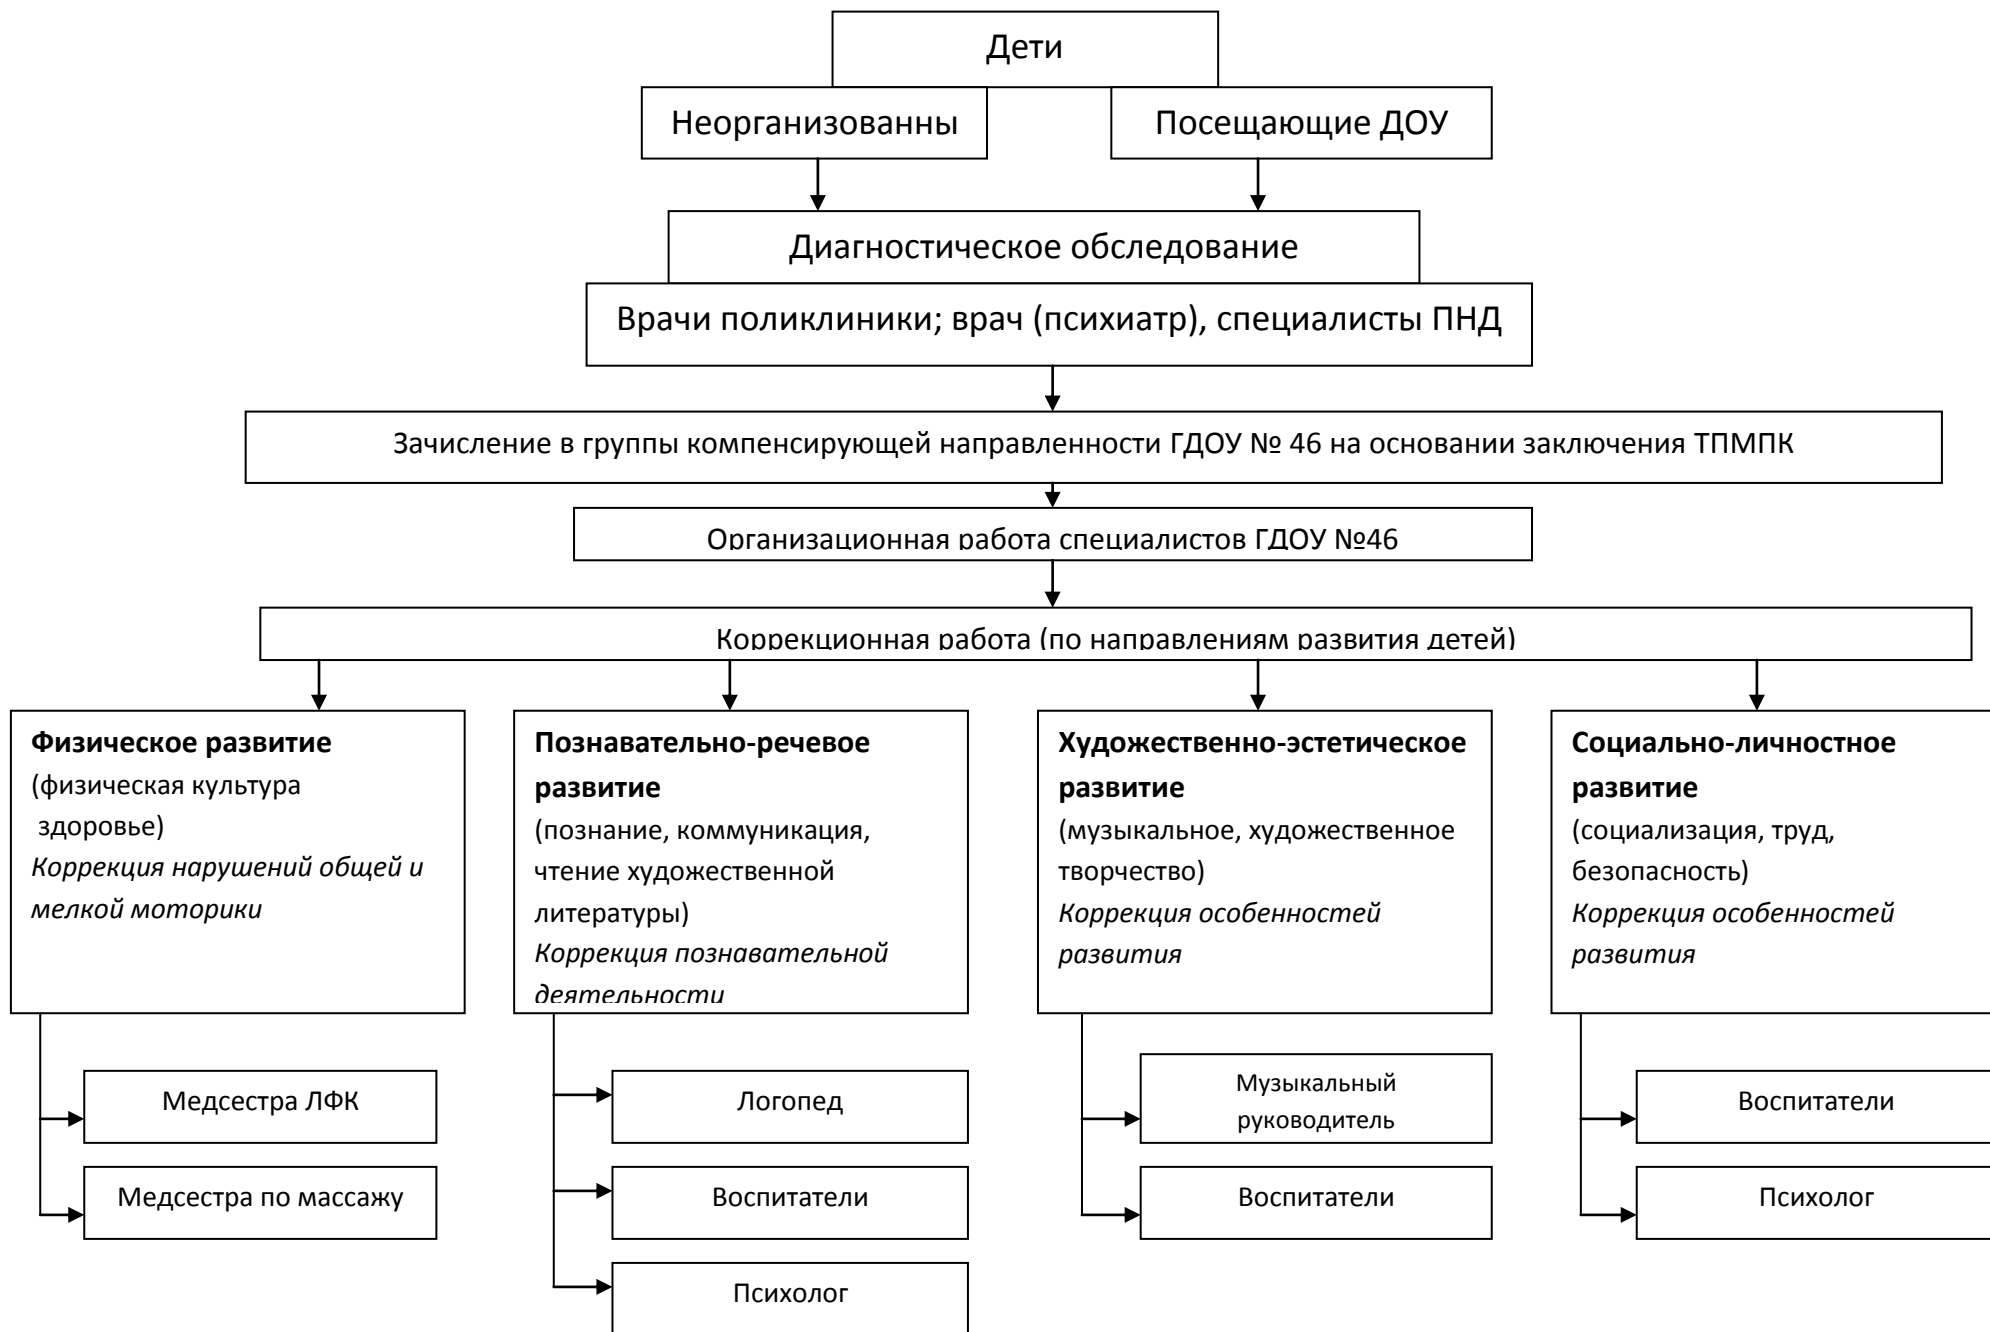 Дети
Неорганизованны
Посещающие ДОУ
Диагностическое обследование
Врачи поликлиники; врач (психиатр), специалисты ПНД
Зачисление в группы компенсирующей направленности ГДОУ № 46 на основании заключения ТПМПК
Организационная работа специалистов ГДОУ №46
Коррекционная работа (по направлениям развития детей)
Физическое развитие
(физическая культура
здоровье)
Коррекция нарушений общей и
мелкой моторики
Познавательно-речевое
развитие
(познание, коммуникация,
чтение художественной
литературы)
Коррекция познавательной
деятельности
Художественно-эстетическое
развитие
(музыкальное, художественное
творчество)
Коррекция особенностей
развития
Социально-личностное
развитие
(социализация, труд,
безопасность)
Коррекция особенностей
развития
Медсестра ЛФК
Медсестра по массажу
Логопед
Воспитатели
Психолог
Музыкальный
руководитель
Воспитатели
Воспитатели
Психолог